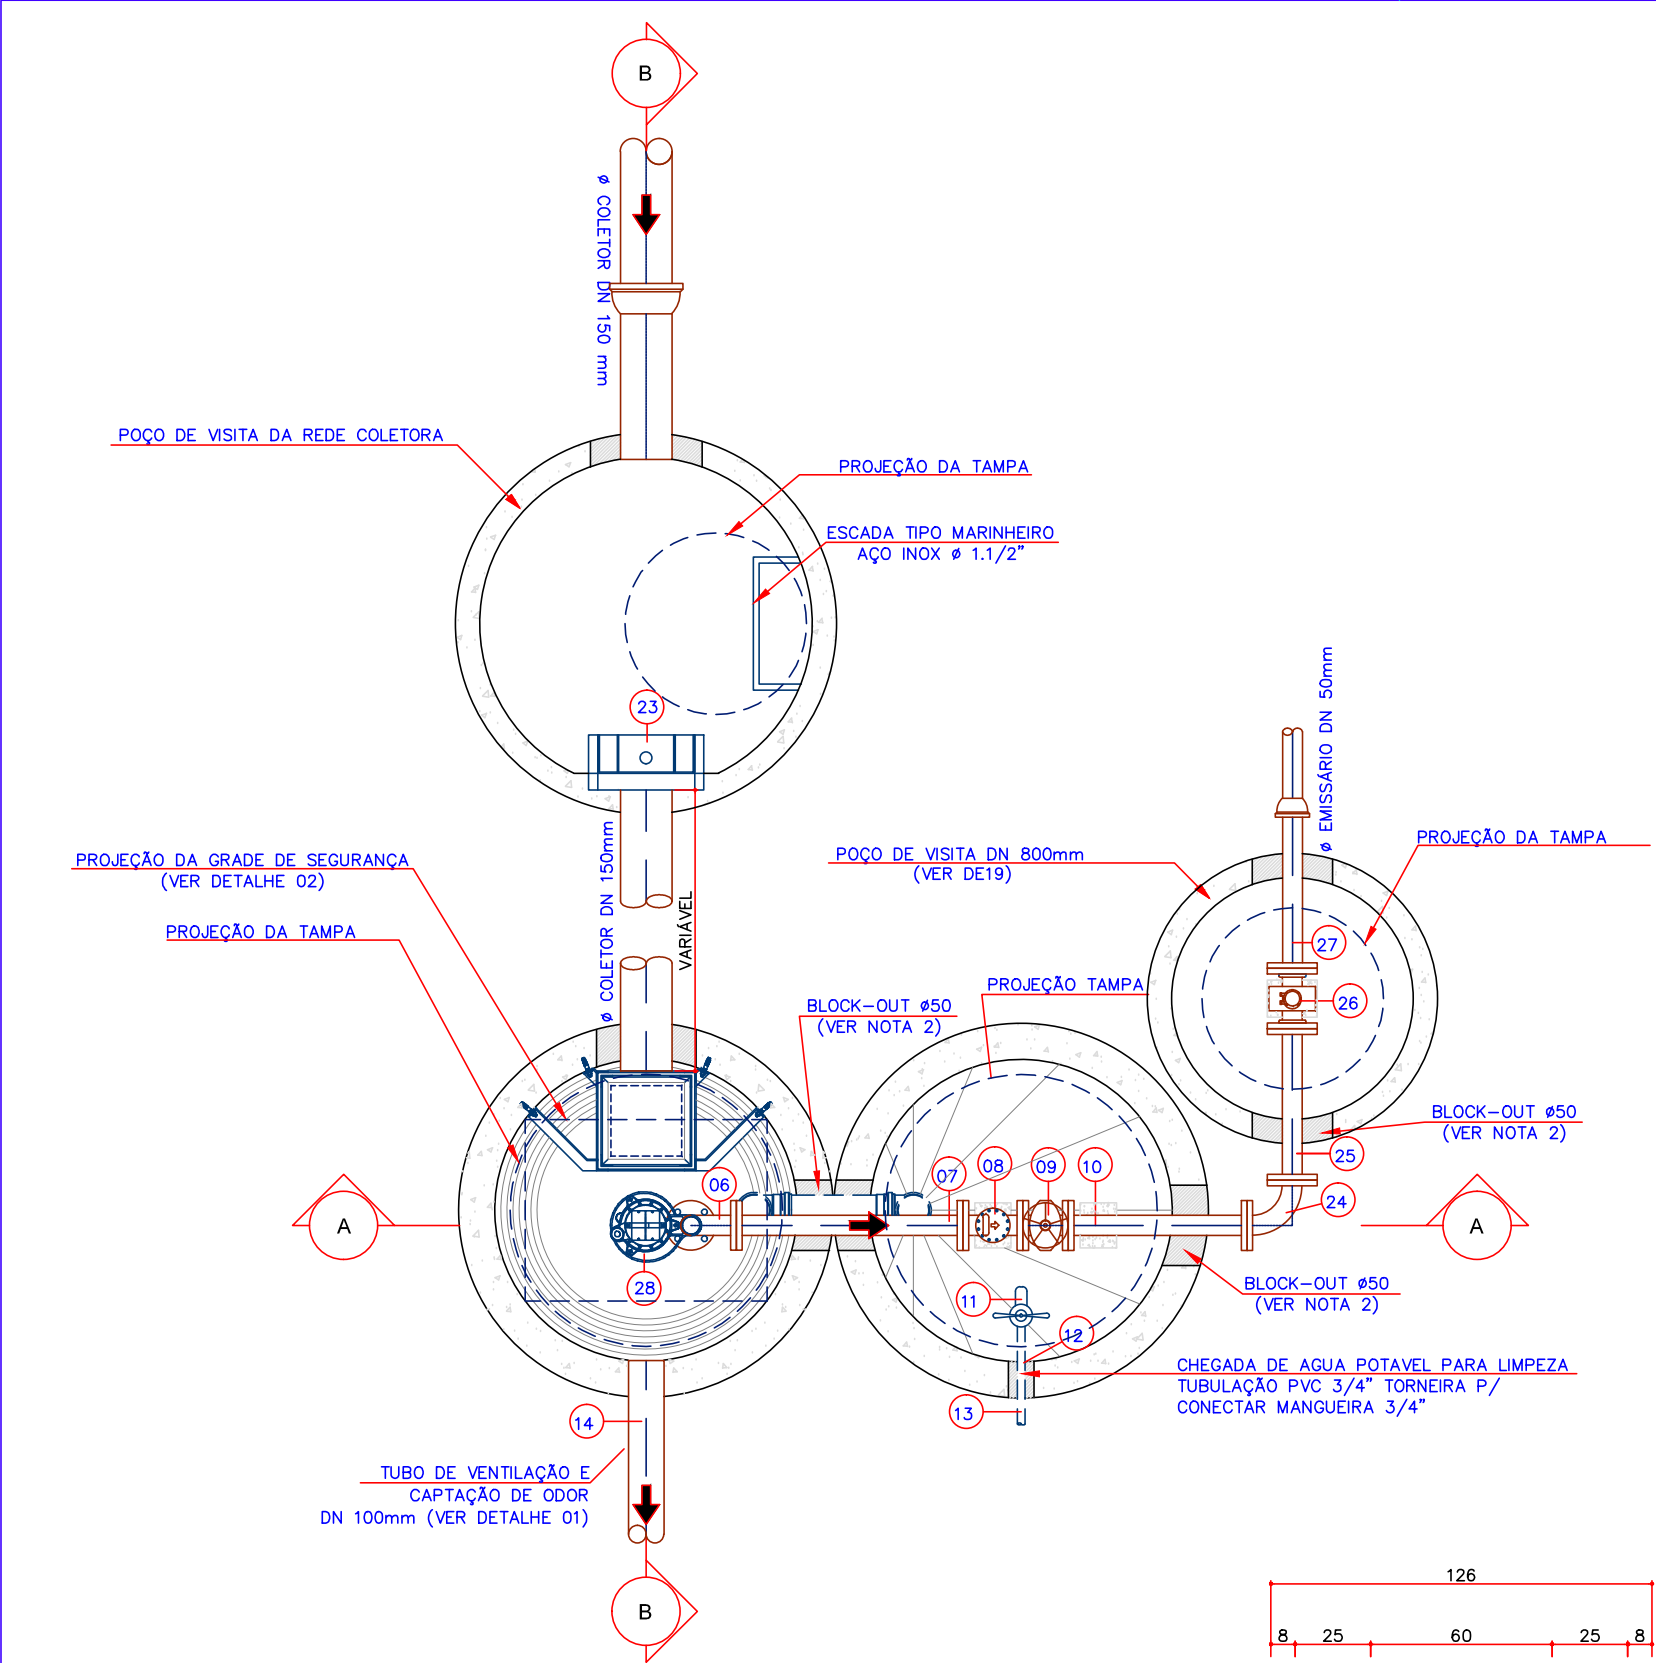 B
ø COLETOR DN 150 mm
POÇO DE VISITA DA REDE COLETORA
PROJEÇÃO DA TAMPA
ESCADA TIPO MARINHEIRO
AÇO INOX ø 1.1/2"
23
ø EMISSÁRIO DN 50mm
PROJEÇÃO DA TAMPA
POÇO DE VISITA DN 800mm
(VER DE19)
PROJEÇÃO DA GRADE DE SEGURANÇA
(VER DETALHE 02)
ø COLETOR DN 150mm
VARIÁVEL
PROJEÇÃO DA TAMPA
27
PROJEÇÃO TAMPA
26
BLOCK-OUT ø50
(VER NOTA 2)
BLOCK-OUT ø50
(VER NOTA 2)
25
06
07
08
09
10
24
A
A
28
BLOCK-OUT ø50
(VER NOTA 2)
11
12
CHEGADA DE AGUA POTAVEL PARA LIMPEZA
TUBULAÇÃO PVC 3/4" TORNEIRA P/
CONECTAR MANGUEIRA 3/4"
13
14
TUBO DE VENTILAÇÃO E
CAPTAÇÃO DE ODOR
DN 100mm (VER DETALHE 01)
B
126
8 25 60 25 8